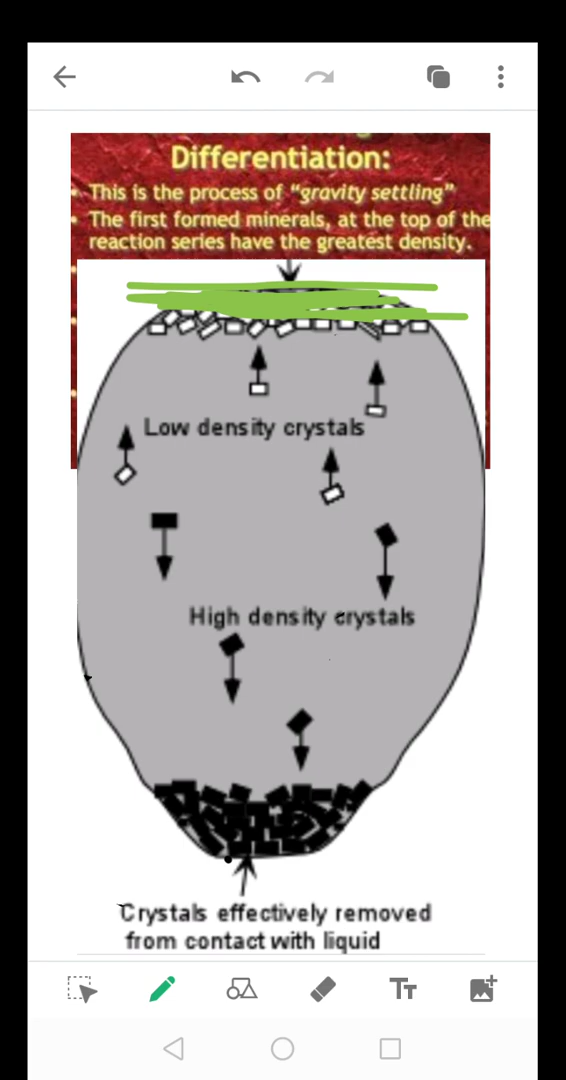 Differentiation:
• This is the process of “gravity settling”
• The first formed minerals, at the top of the
reaction series have the greatest density.
Low density crystals
High density crystals
Crystals effectively removed
from contact with liquid
Tт